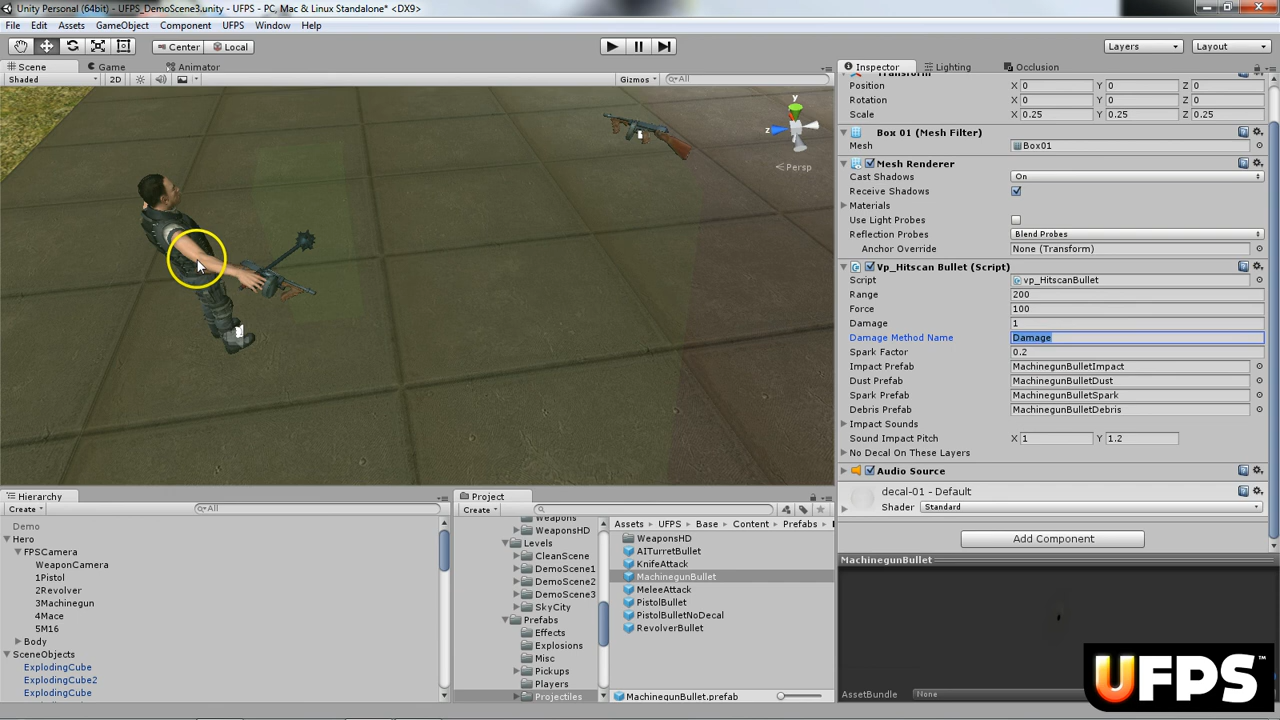 Unity Personal (64bit) - UFPS_DemoScene3.unity - UFPS - PC, Mac & Linux Standalone* <DX9>
File Edit Assets GameObject Component UFPS Window Help
Center Local Layers Layout
Scene Game Animator
Shaded 2D Gizmos All
y
z
Persp
Inspector Lighting Occlusion
Transform
Position X 0 Y 0 Z 0
Rotation X 0 Y 0 Z 0
Scale X 0.25 Y 0.25 Z 0.25
Box 01 (Mesh Filter)
Mesh Box01
Mesh Renderer
Cast Shadows On
Receive Shadows
Materials
Use Light Probes
Reflection Probes Blend Probes
Anchor Override None (Transform)
Vp_Hitscan Bullet (Script)
Script vp_HitscanBullet
Range 200
Force 100
Damage 1
Damage Method Name Damage
Spark Factor 0.2
Impact Prefab MachinegunBulletImpact
Dust Prefab MachinegunBulletDust
Spark Prefab MachinegunBulletSpark
Debris Prefab MachinegunBulletDebris
Impact Sounds
Sound Impact Pitch X 1 Y 1.2
No Decal On These Layers
Audio Source
decal-01 - Default
Shader Standard
Add Component
MachinegunBullet
AssetBundle None
UFPS™
Hierarchy
Create All
Demo
Hero
FPSCamera
WeaponCamera
1Pistol
2Revolver
3Machinegun
4Mace
5M16
Body
SceneObjects
ExplodingCube
ExplodingCube2
ExplodingCube
Project
Create
Weapons
WeaponsHD
Levels
CleanScene
DemoScene1
DemoScene2
DemoScene3
SkyCity
Prefabs
Effects
Explosions
Misc
Pickups
Players
Projectiles
Assets UFPS Base Content Prefabs
WeaponsHD
AITurretBullet
KnifeAttack
MachinegunBullet
MeleeAttack
PistolBullet
PistolBulletNoDecal
RevolverBullet
MachinegunBullet.prefab